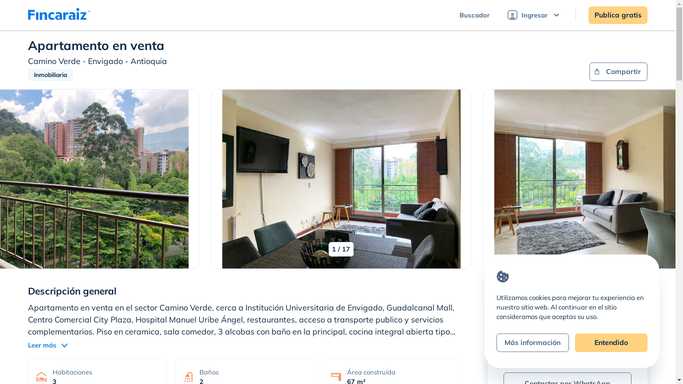 Fincaraiz
Buscador
Ingresar
Publica gratis
Apartamento en venta
Camino Verde - Envigado - Antioquia
Inmobiliaria
Compartir
1 / 17
Descripción general
Apartamento en venta en el sector Camino Verde, cerca a Institución Universitaria de Envigado, Guadalcanal Mall,
Centro Comercial City Plaza, Hospital Manuel Uribe Ángel, restaurantes, acceso a transporte publico y servicios
complementarios. Piso en ceramica, sala comedor, 3 alcobas con baño en la principal, cocina integral abierta tipo...
Leer más
Habitaciones
3
Baños
2
Área construida
67 m²
Utilizamos cookies para mejorar tu experiencia en
nuestro sitio web. Al continuar en el sitio
consideramos que aceptas su uso.
Más información
Entendido
Contactar por WhatsApp